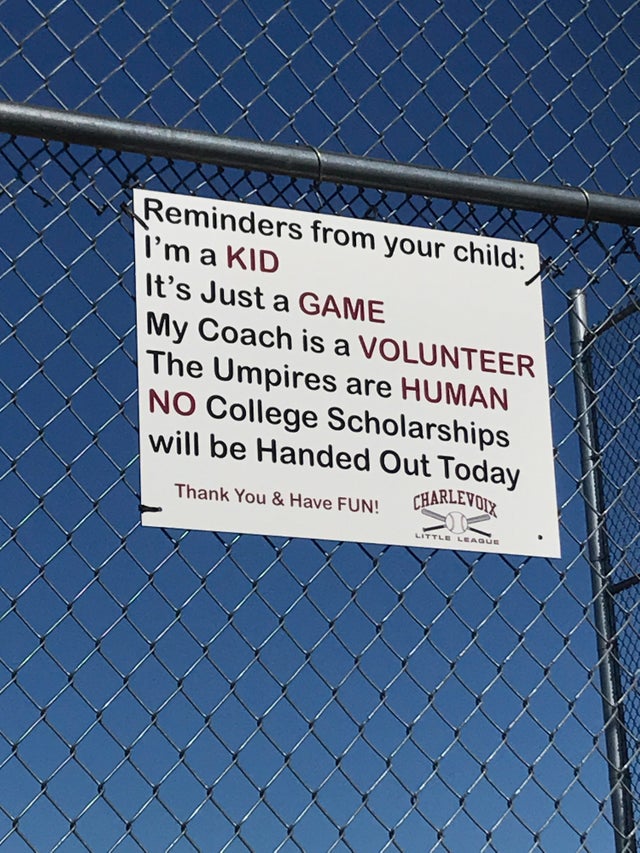 Reminders from your child:
I'm a KID
It's Just a GAME
My Coach is a VOLUNTEER
The Umpires are HUMAN
NO College Scholarships
will be Handed Out Today
Thank You & Have FUN!
CHARLEVOIX
LITTLE LEAGUE